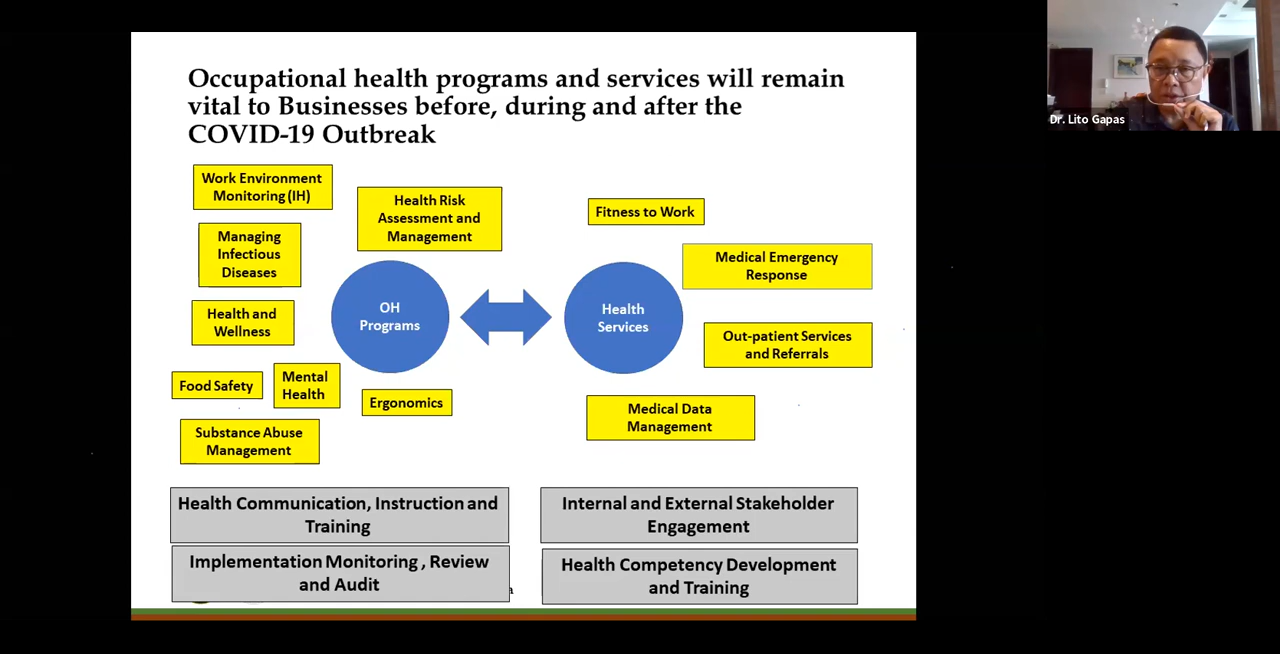 Occupational health programs and services will remain
vital to Businesses before, during and after the
COVID-19 Outbreak
Work Environment
Monitoring (IH)
Health Risk
Assessment and
Management
Managing
Infectious
Diseases
Health and
Wellness
Food Safety
Mental
Health
Substance Abuse
Management
Ergonomics
OH
Programs
Health
Services
Fitness to Work
Medical Emergency
Response
Out-patient Services
and Referrals
Medical Data
Management
Health Communication, Instruction and
Training
Internal and External Stakeholder
Engagement
Implementation Monitoring , Review
and Audit
Health Competency Development
and Training
Dr. Lito Gapas